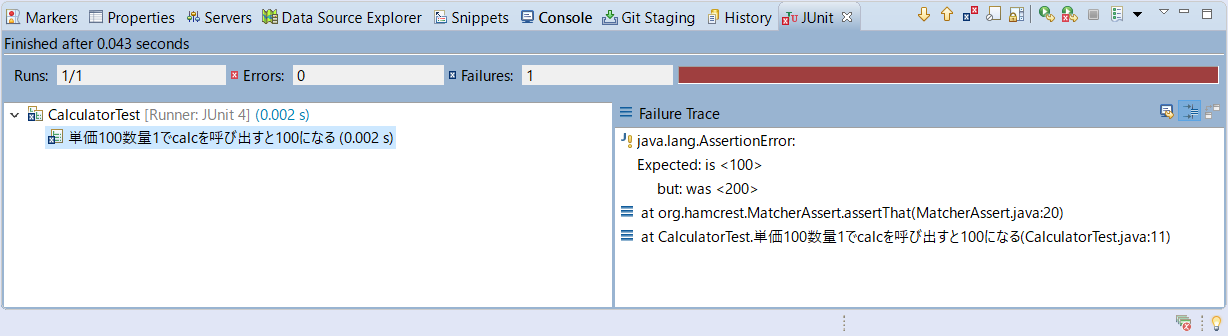 Markers Properties Servers Data Source Explorer Snippets Console Git Staging History JUnit
Finished after 0.043 seconds
Runs: 1/1 Errors: 0 Failures: 1
CalculatorTest [Runner: JUnit 4] (0.002 s)
単価100数量1でcalcを呼び出すと100になる (0.002 s)
Failure Trace
java.lang.AssertionError:
Expected: is <100>
but: was <200>
at org.hamcrest.MatcherAssert.assertThat(MatcherAssert.java:20)
at CalculatorTest.単価100数量1でcalcを呼び出すと100になる(CalculatorTest.java:11)